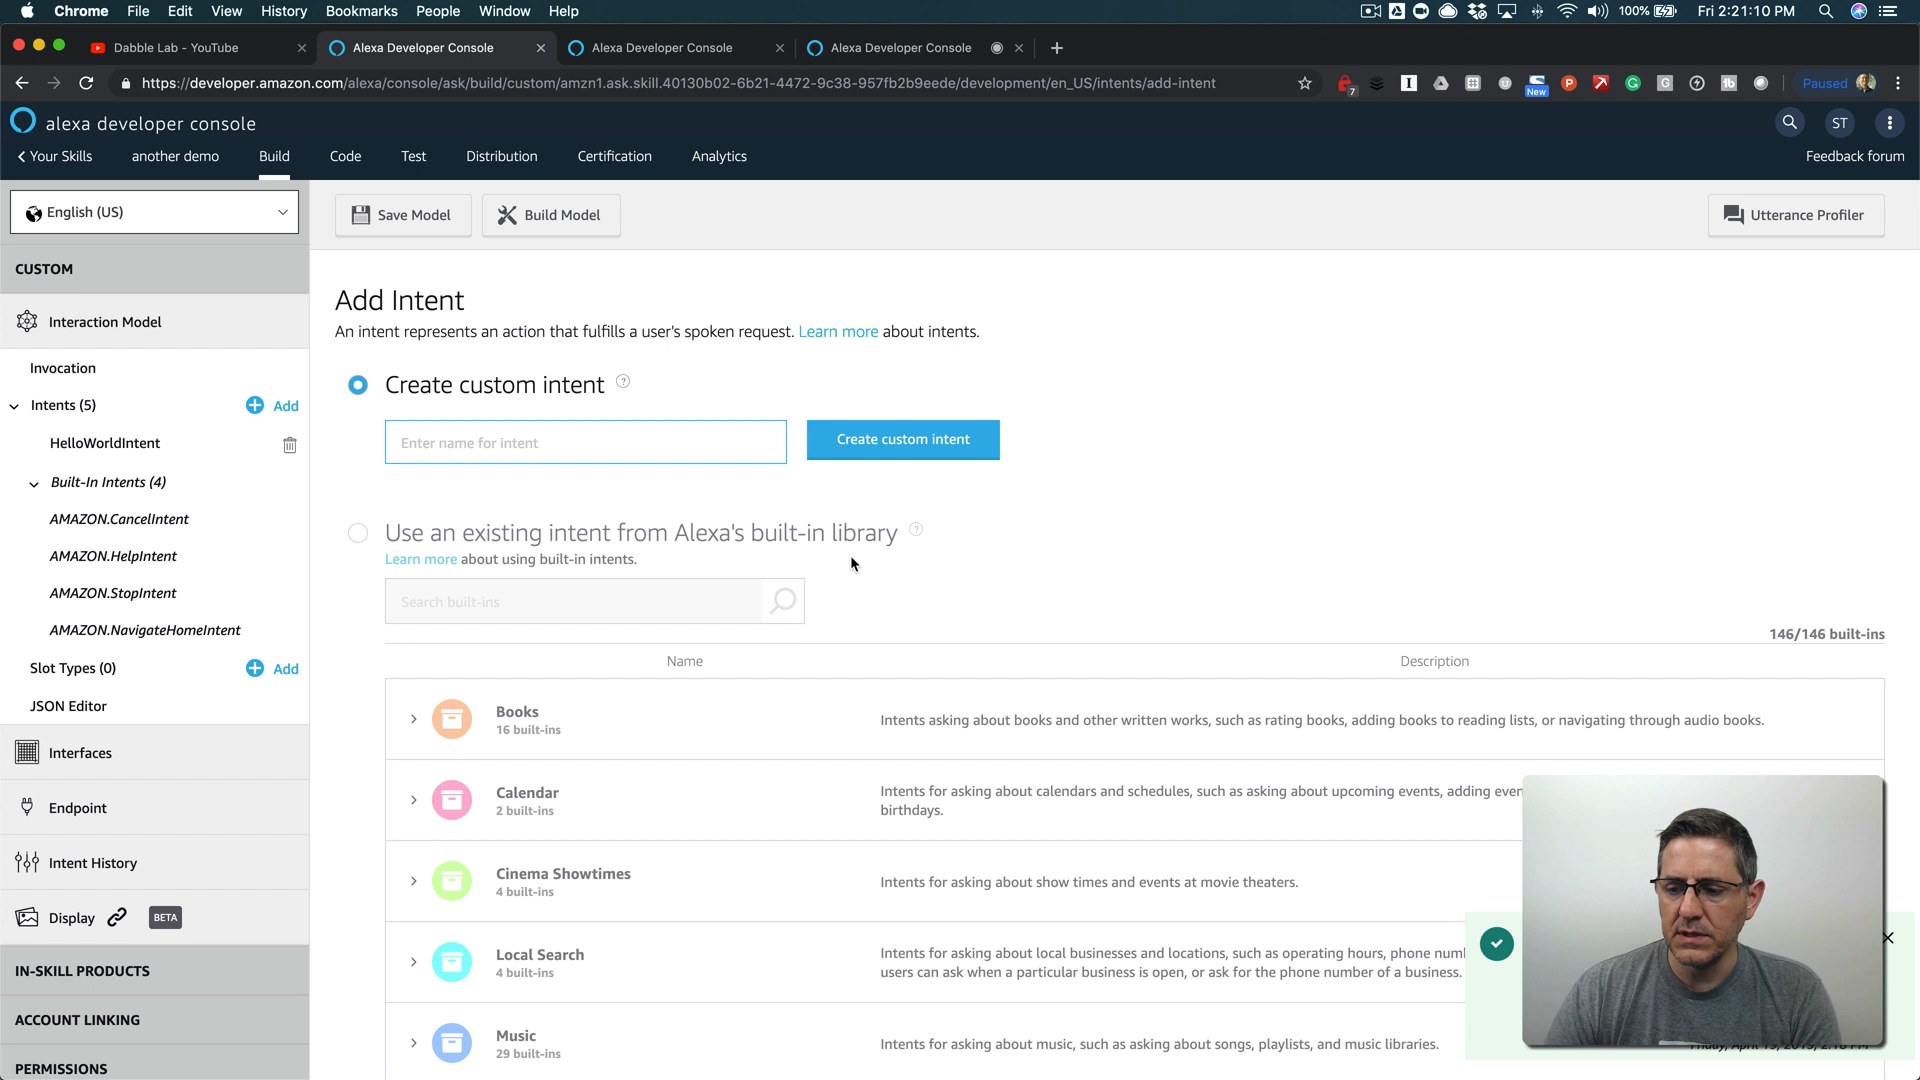 Chrome File Edit View History Bookmarks People Window Help 100% Fri 2:21:10 PM
Dabble Lab - YouTube Alexa Developer Console Alexa Developer Console Alexa Developer Console
https://developer.amazon.com/alexa/console/ask/build/custom/amzn1.ask.skill.40130b02-6b21-4472-9c38-957fb2b9eede/development/en_US/intents/add-intent 7 New Paused
alexa developer console ST
Your Skills another demo Build Code Test Distribution Certification Analytics Feedback forum
English (US) Save Model Build Model Utterance Profiler
CUSTOM
Interaction Model
Invocation
Intents (5) Add
HelloWorldIntent
Built-In Intents (4)
AMAZON.CancelIntent
AMAZON.HelpIntent
AMAZON.StopIntent
AMAZON.NavigateHomeIntent
Slot Types (0) Add
JSON Editor
Interfaces
Endpoint
Intent History
Display BETA
IN-SKILL PRODUCTS
ACCOUNT LINKING
PERMISSIONS
Add Intent
An intent represents an action that fulfills a user's spoken request. Learn more about intents.
Create custom intent ?
Enter name for intent Create custom intent
Use an existing intent from Alexa's built-in library ?
Learn more about using built-in intents.
Search built-ins
146/146 built-ins
Name Description
Books
16 built-ins
Intents asking about books and other written works, such as rating books, adding books to reading lists, or navigating through audio books.
Calendar
2 built-ins
Intents for asking about calendars and schedules, such as asking about upcoming events, adding
birthdays.
Cinema Showtimes
4 built-ins
Intents for asking about show times and events at movie theaters.
Local Search
4 built-ins
Intents for asking about local businesses and locations, such as operating hours, phone
users can ask when a particular business is open, or ask for the phone number of a business.
Music
29 built-ins
Intents for asking about music, such as asking about songs, playlists, and music libraries.